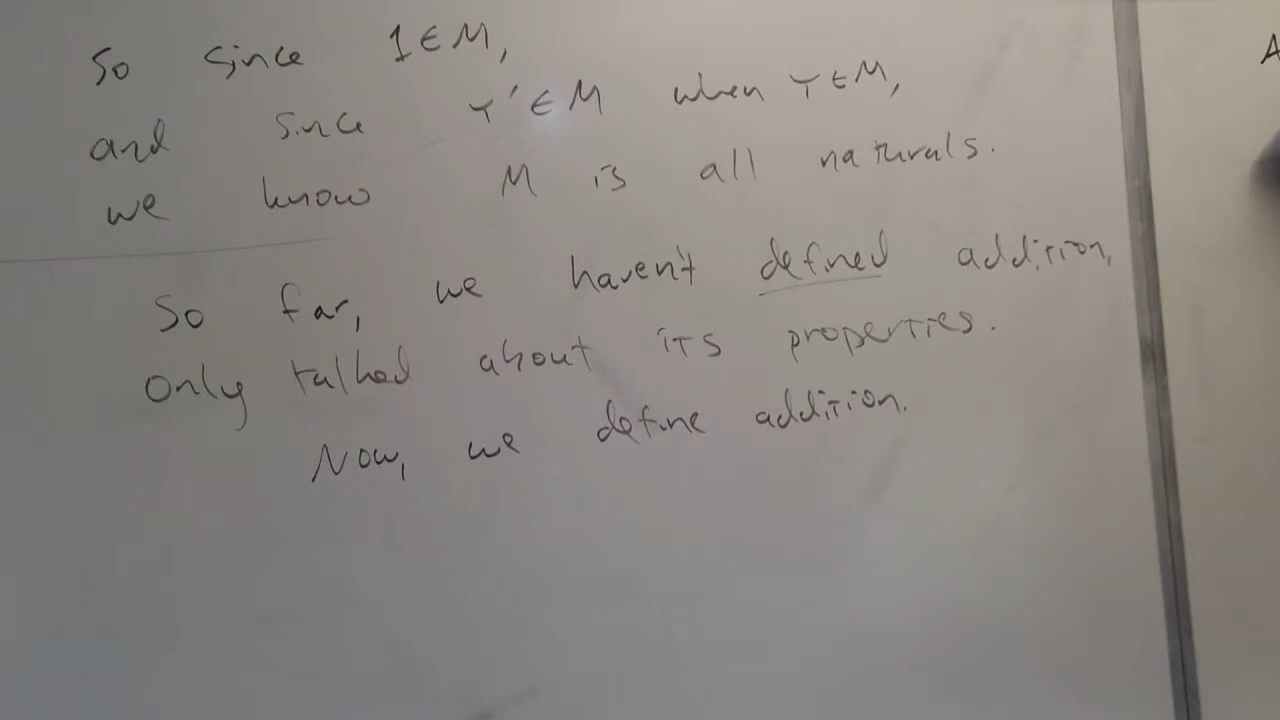 So since 1∈M,
and since Y'∈M when Y∈M,
we know M is all naturals.
So far, we haven't defined addition,
only talked about its properties.
Now, we define addition.
A